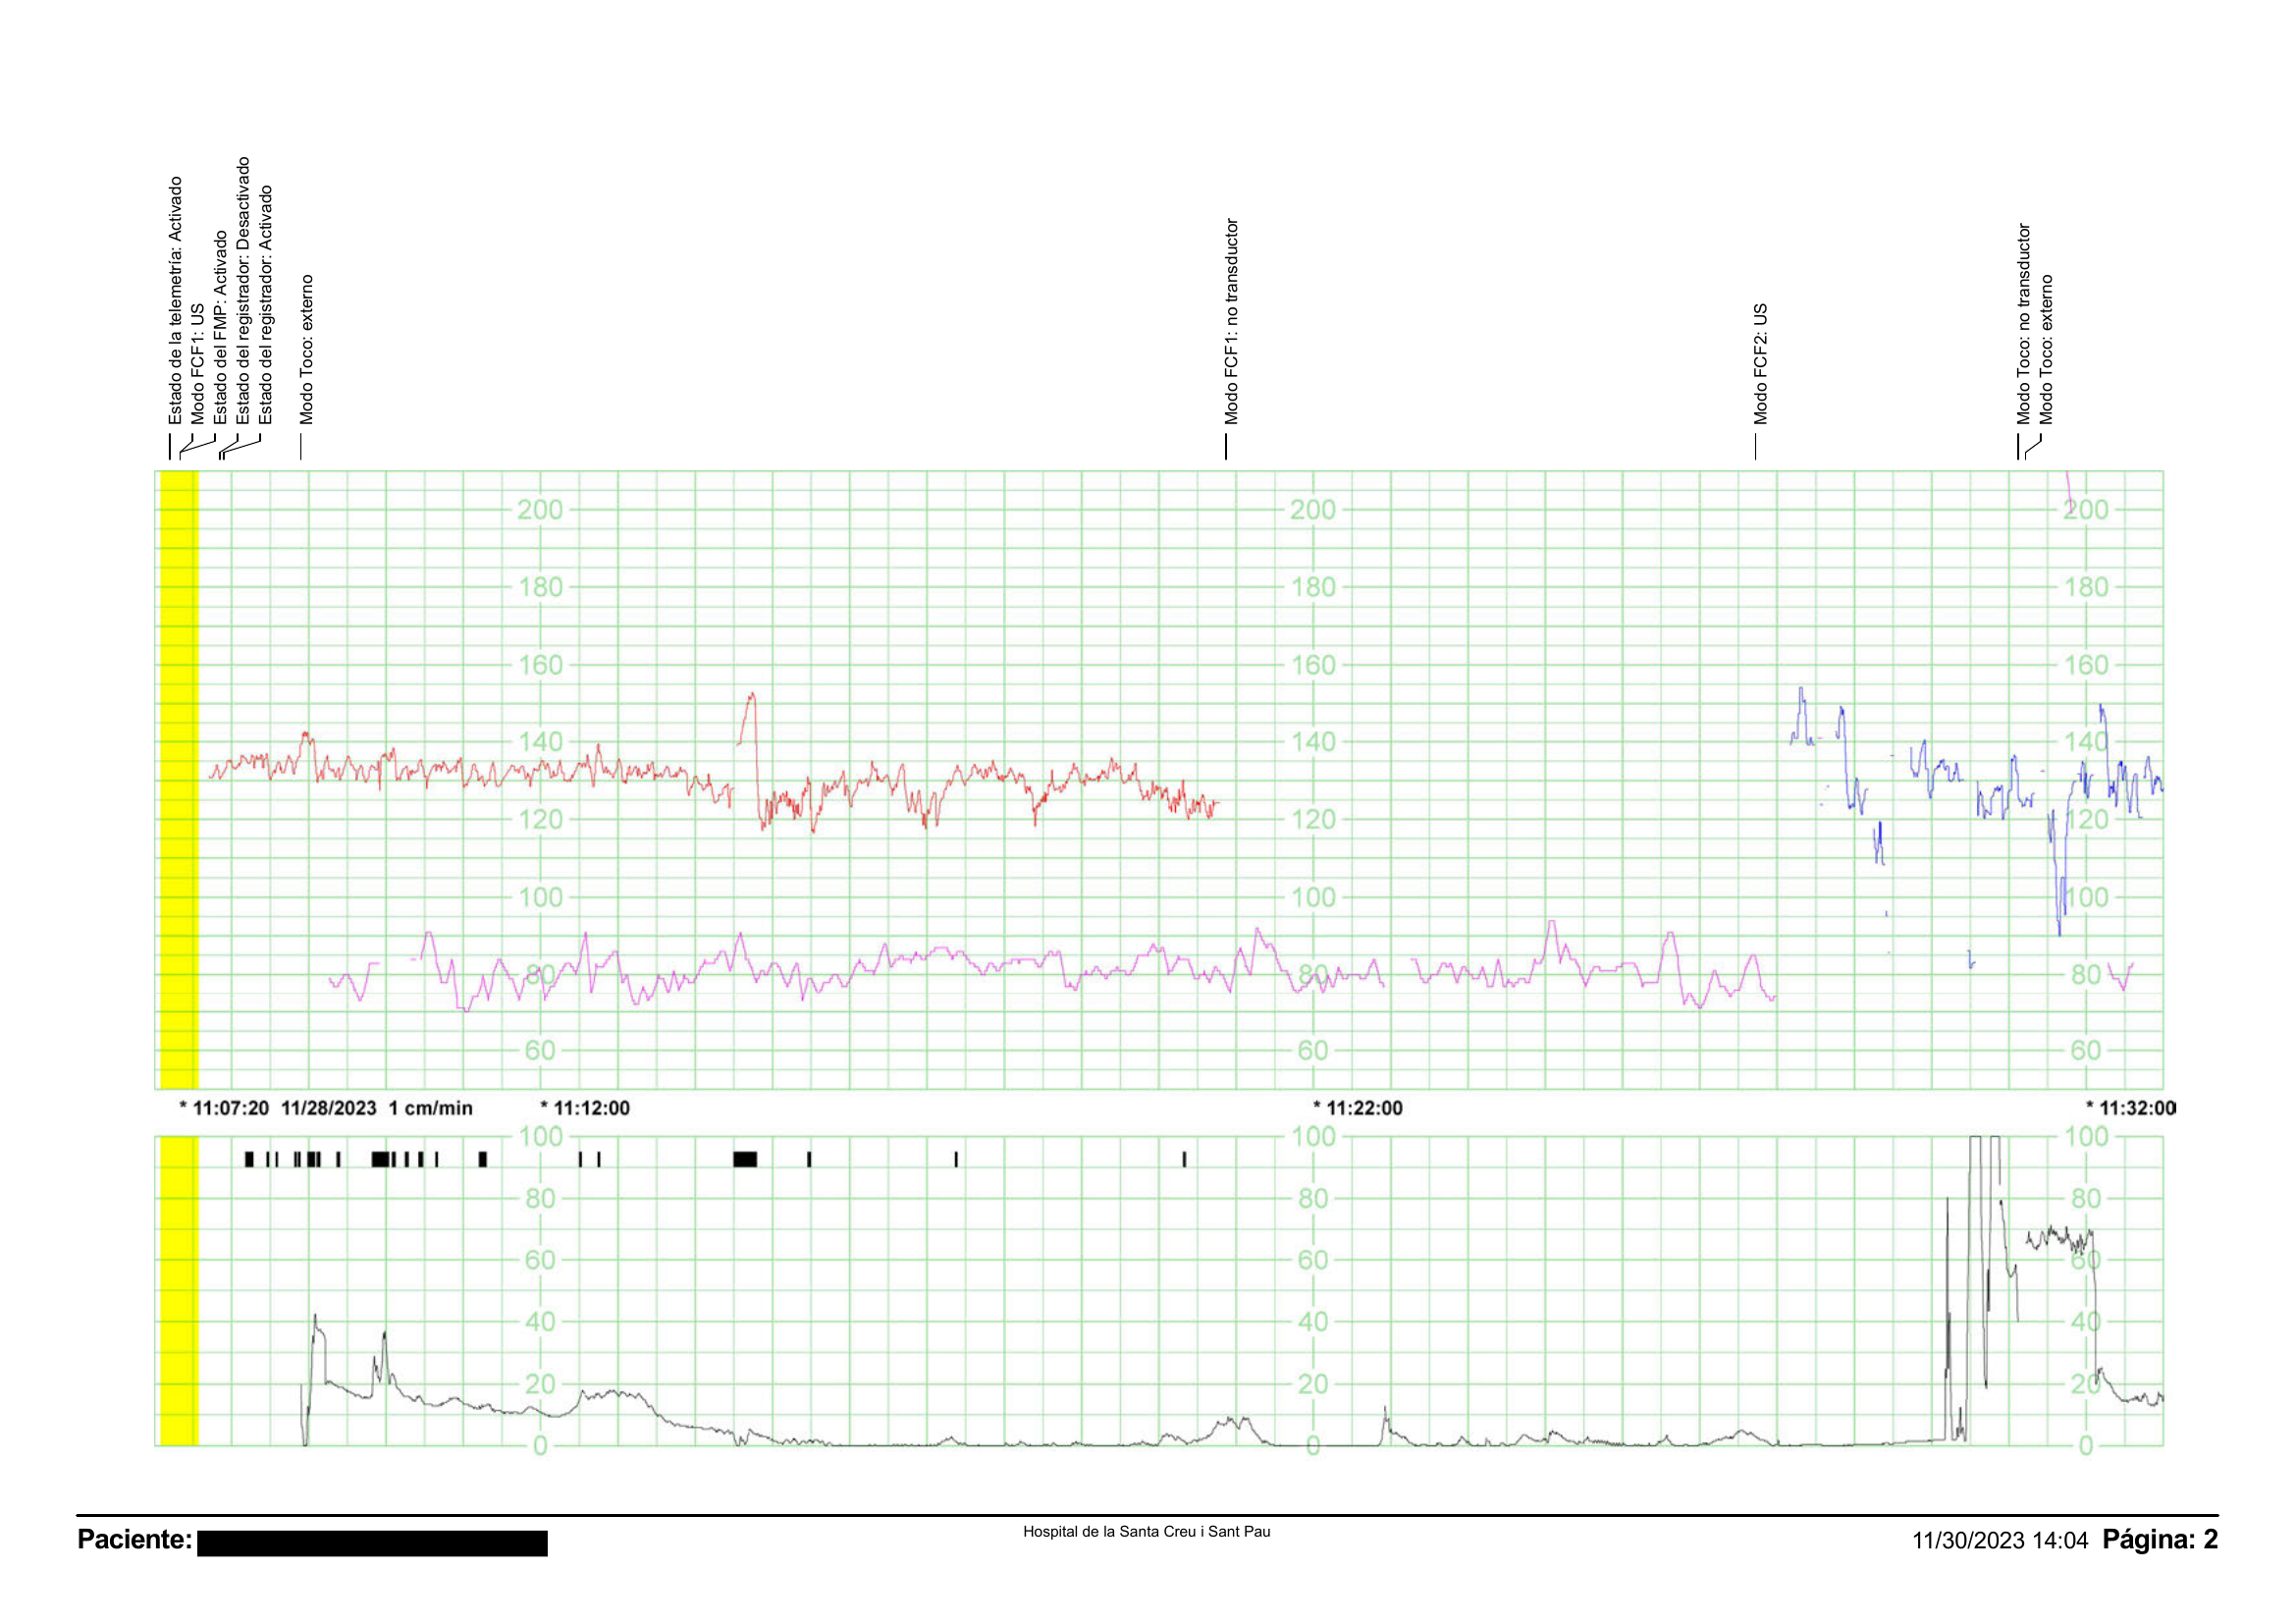 Estado de la telemetría: Activado
Modo FCF1: US
Estado del FMP: Activado
Estado del registrador: Desactivado
Estado del registrador: Activado
Modo Toco: externo
Modo FCF1: no transductor
Modo FCF2: US
Modo Toco: no transductor
Modo Toco: externo
200 200 200
180 180 180
160 160 160
140 140 140
120 120 120
100 100 100
80 80 80
60 60 60
* 11:07:20 11/28/2023 1 cm/min * 11:12:00 * 11:22:00 * 11:32:00
100 100 100
80 80 80
60 60 60
40 40 40
20 20 20
0 0 0
Paciente: Hospital de la Santa Creu i Sant Pau 11/30/2023 14:04 Página: 2